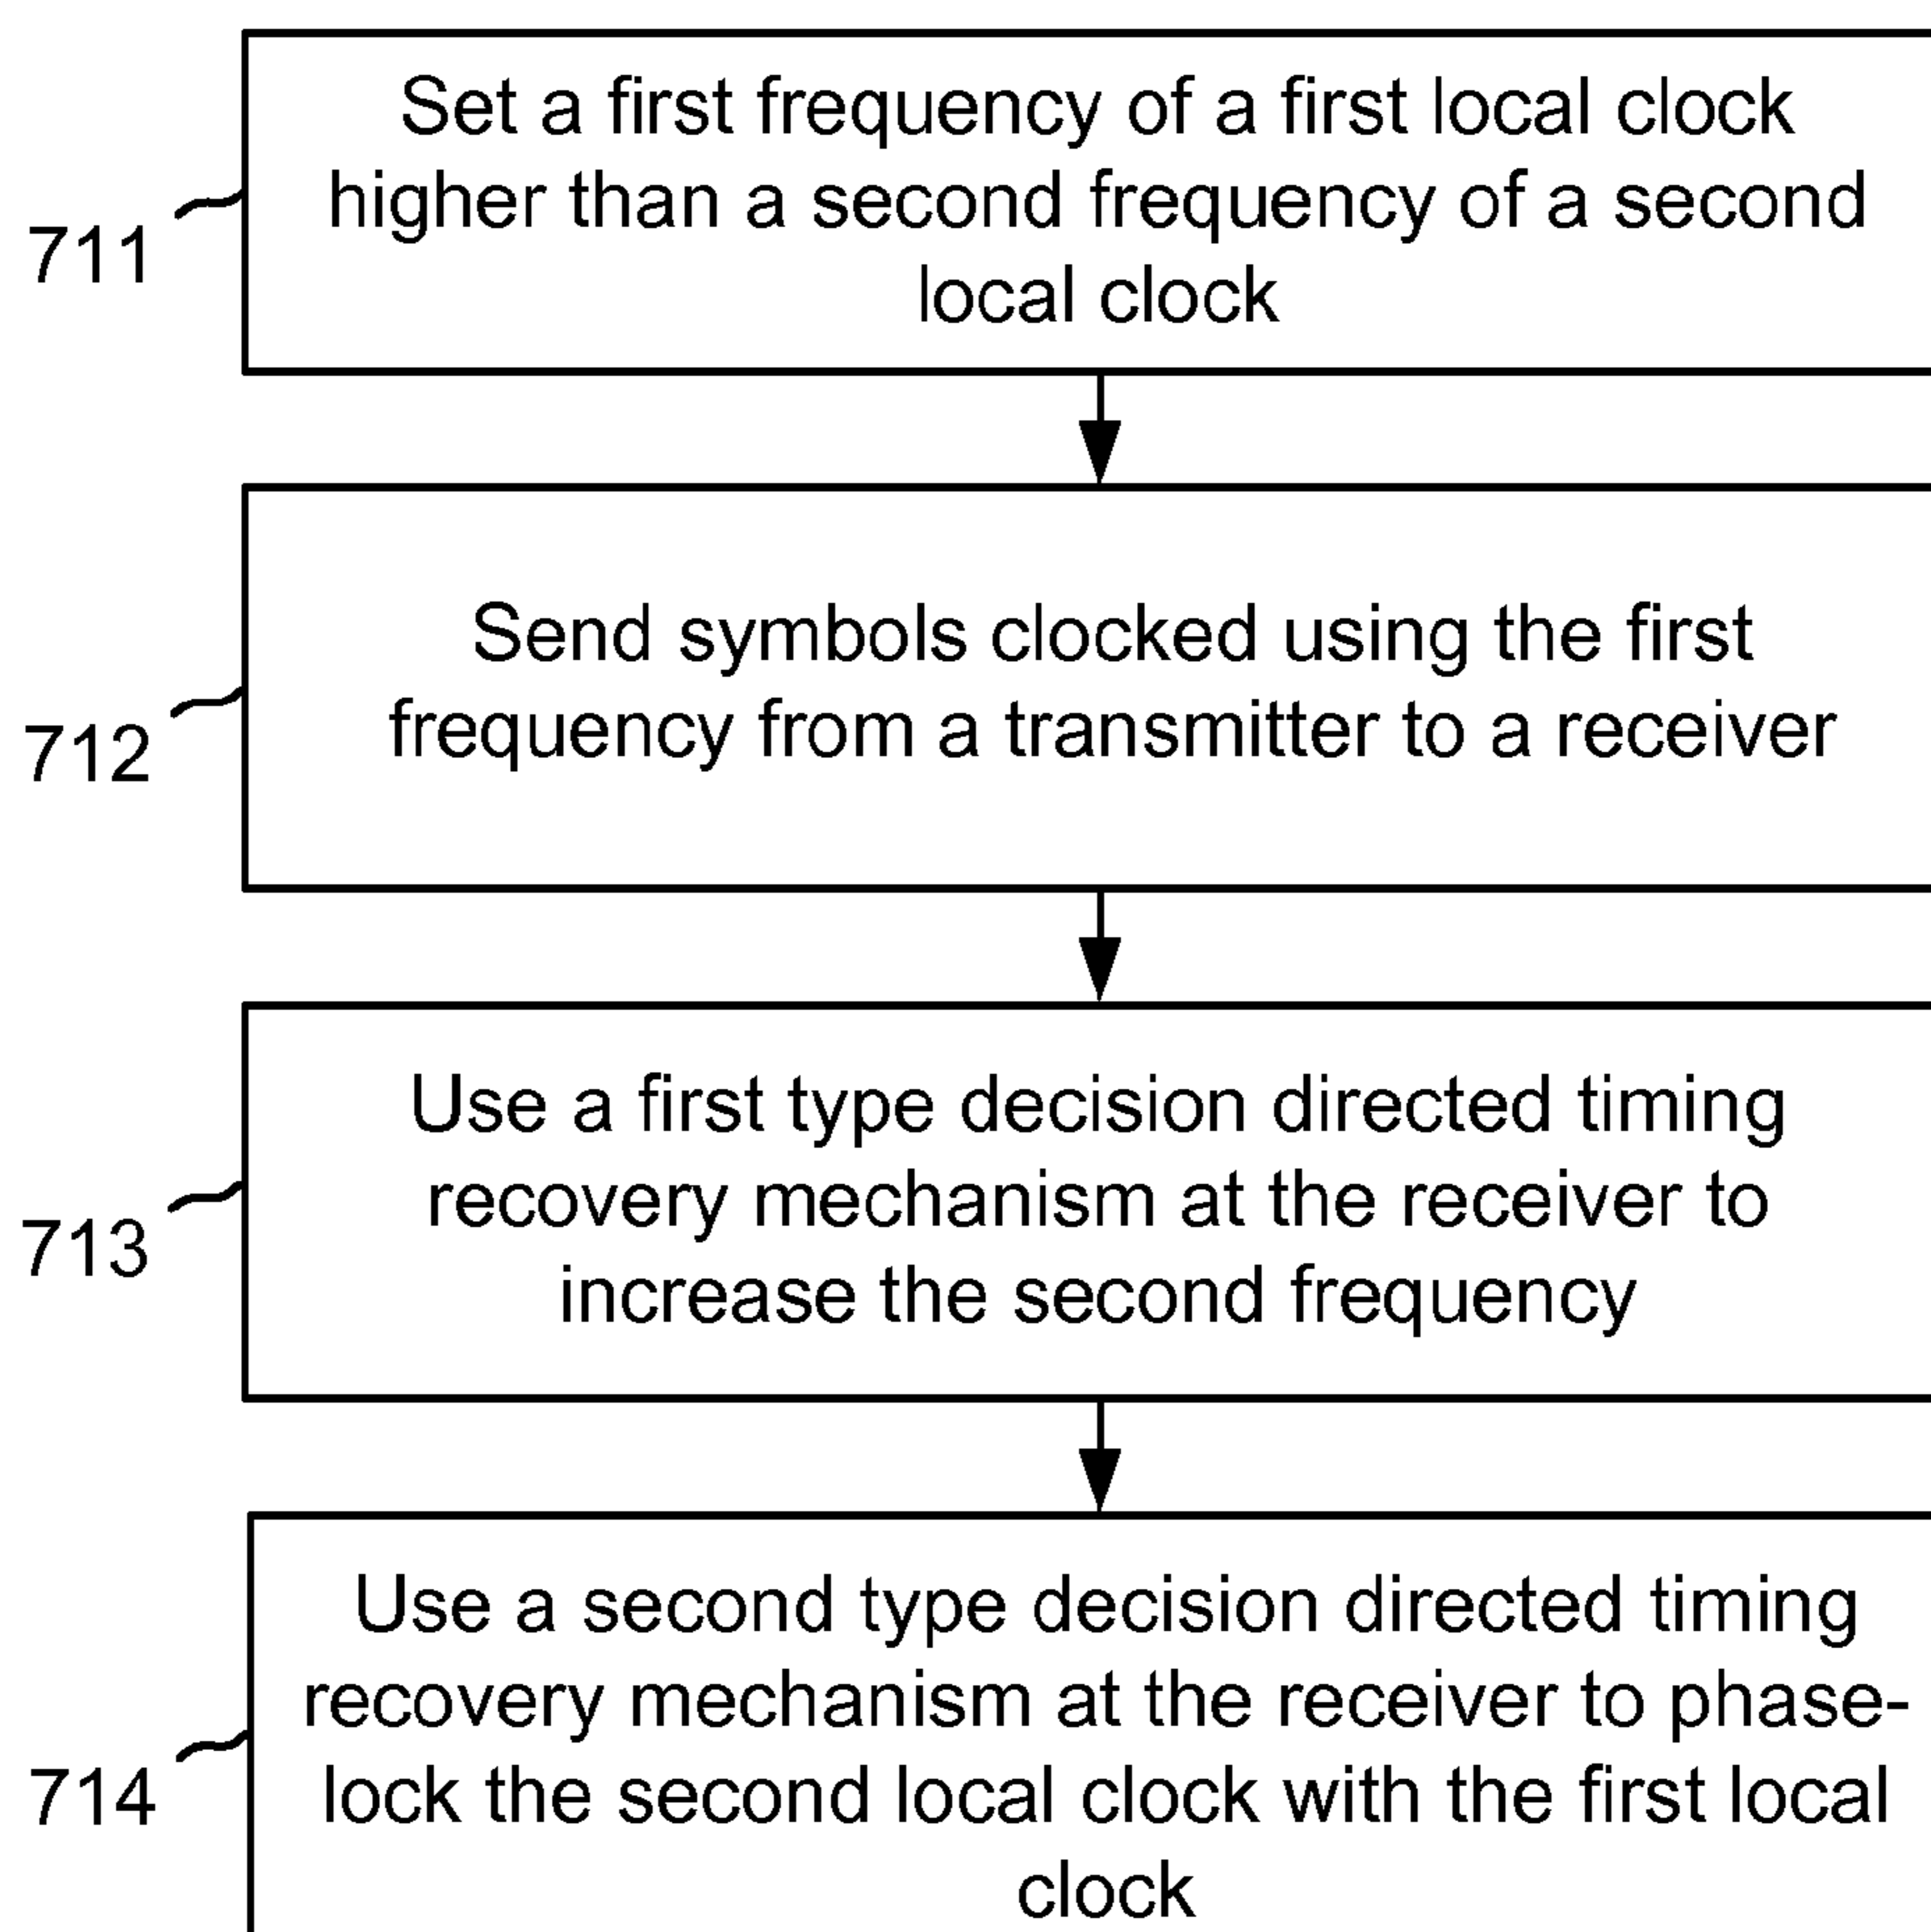 Set a first frequency of a first local clock
higher than a second frequency of a second
local clock
711
Send symbols clocked using the first
frequency from a transmitter to a receiver
712
Use a first type decision directed timing
recovery mechanism at the receiver to
increase the second frequency
713
Use a second type decision directed timing
recovery mechanism at the receiver to phase-
lock the second local clock with the first local
clock
714